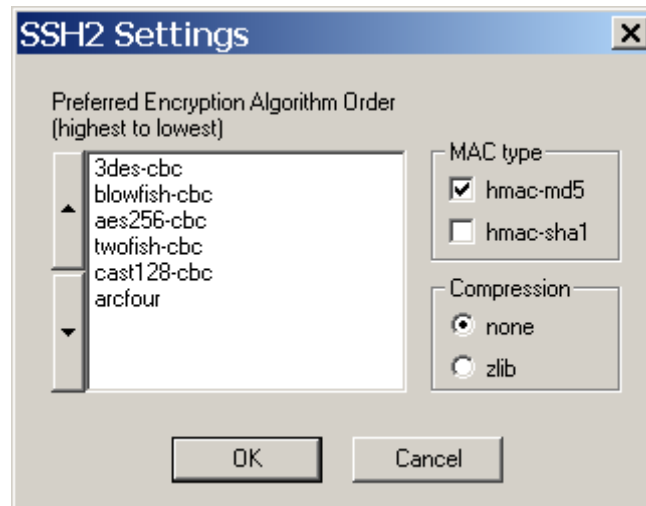 SSH2 Settings
Preferred Encryption Algorithm Order
(highest to lowest)
3des-cbc
blowfish-cbc
aes256-cbc
twofish-cbc
cast128-cbc
arcfour
MAC type
hmac-md5
hmac-sha1
Compression
none
zlib
OK
Cancel